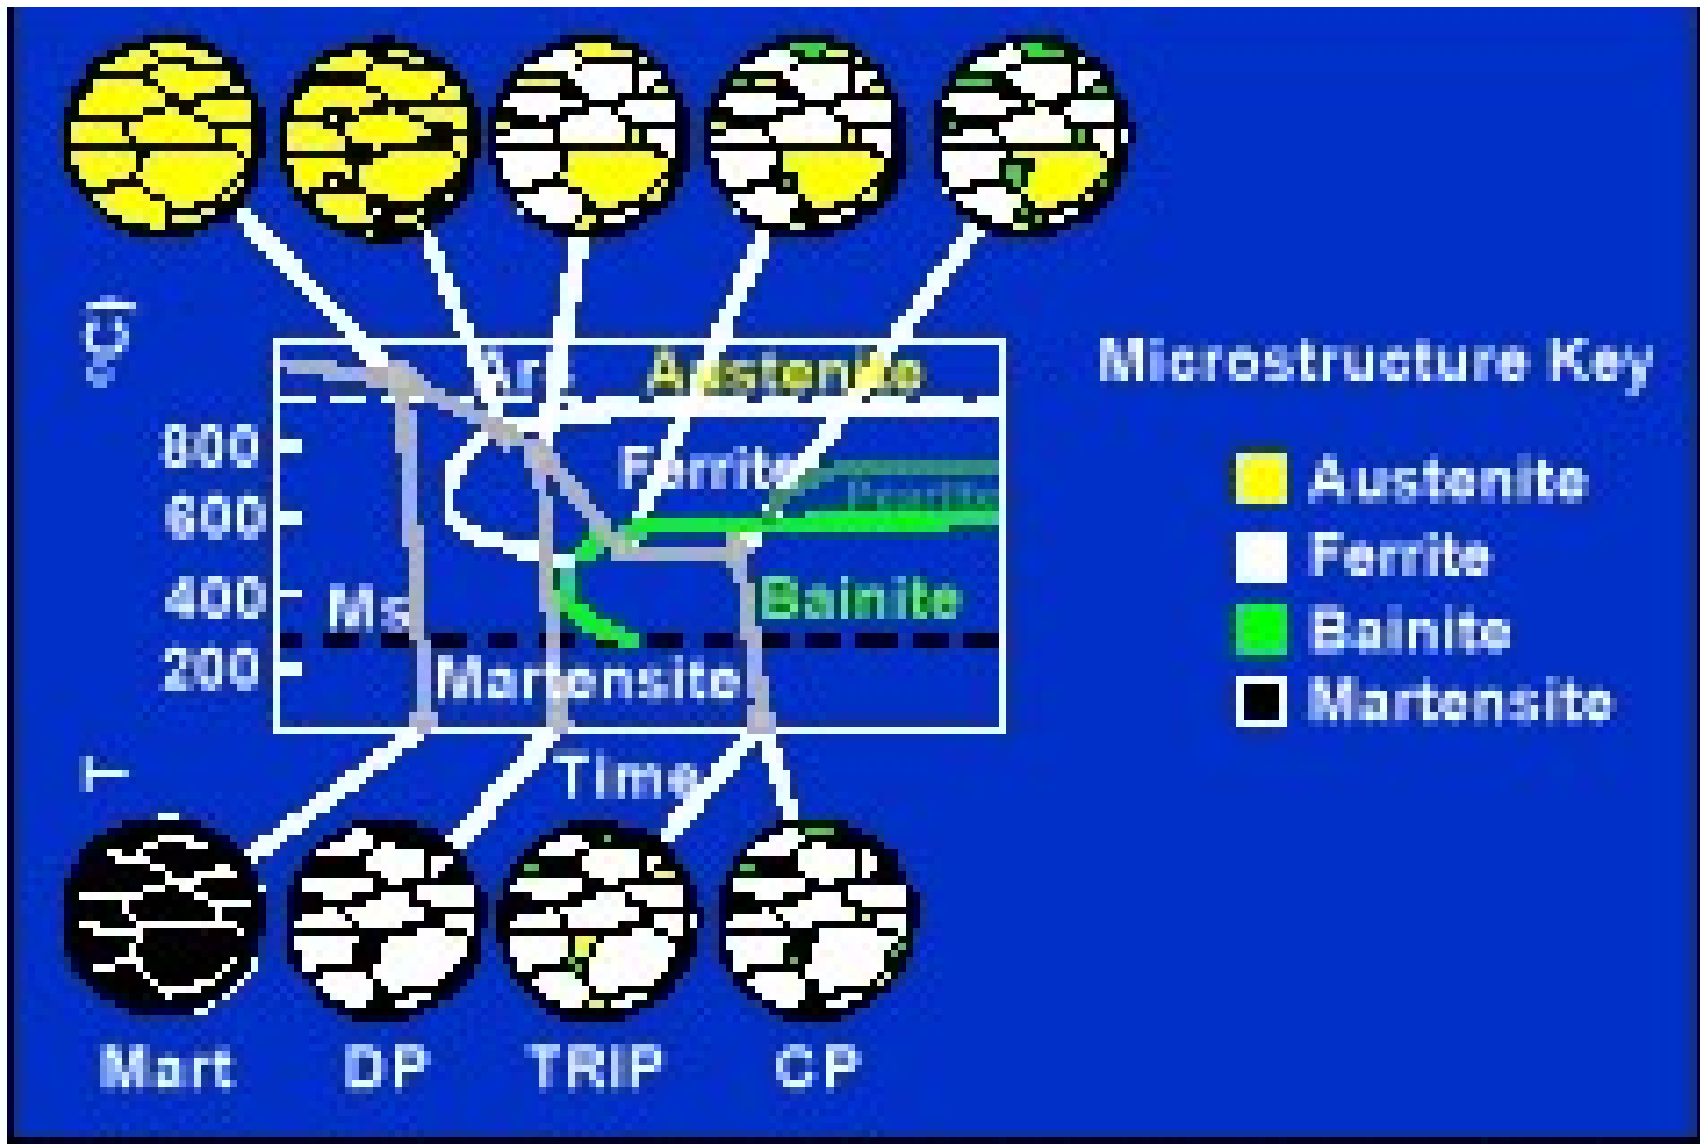 (°C)
Ar3
Austenite
Microstructure Key
800
Ferrite
Pearlite
Austenite
600
Ferrite
400
Ms
Bainite
Bainite
200
Martensite
Martensite
T
Time
Mart
DP
TRIP
CP